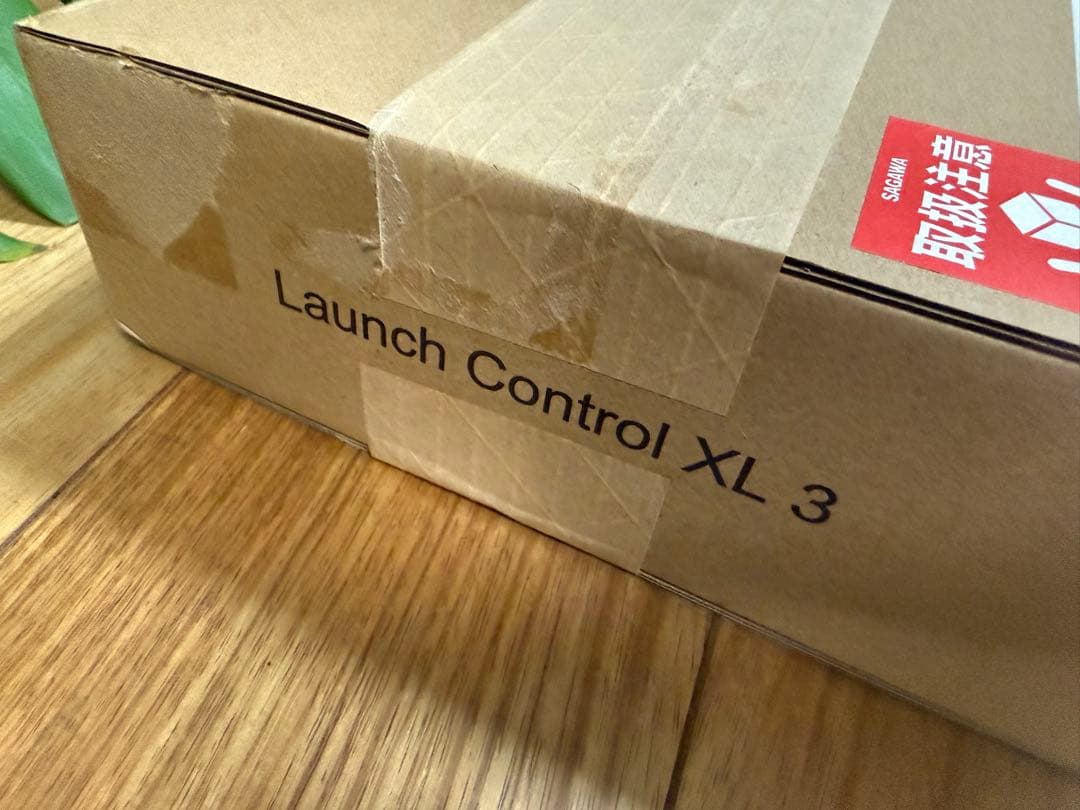 Launch Control XL 3
SAGAWA
取扱注意